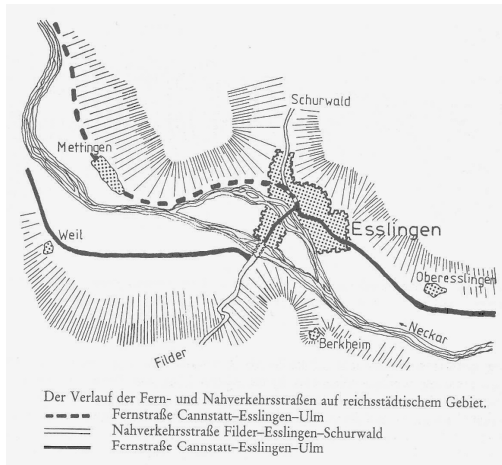 Schurwald
Mettingen
Esslingen
Weil
Oberesslingen
Neckar
Berkheim
Filder
Der Verlauf der Fern- und Nahverkehrsstraßen auf reichsstädtischem Gebiet.
Fernstraße Cannstatt–Esslingen–Ulm
Nahverkehrsstraße Filder–Esslingen–Schurwald
Fernstraße Cannstatt–Esslingen–Ulm